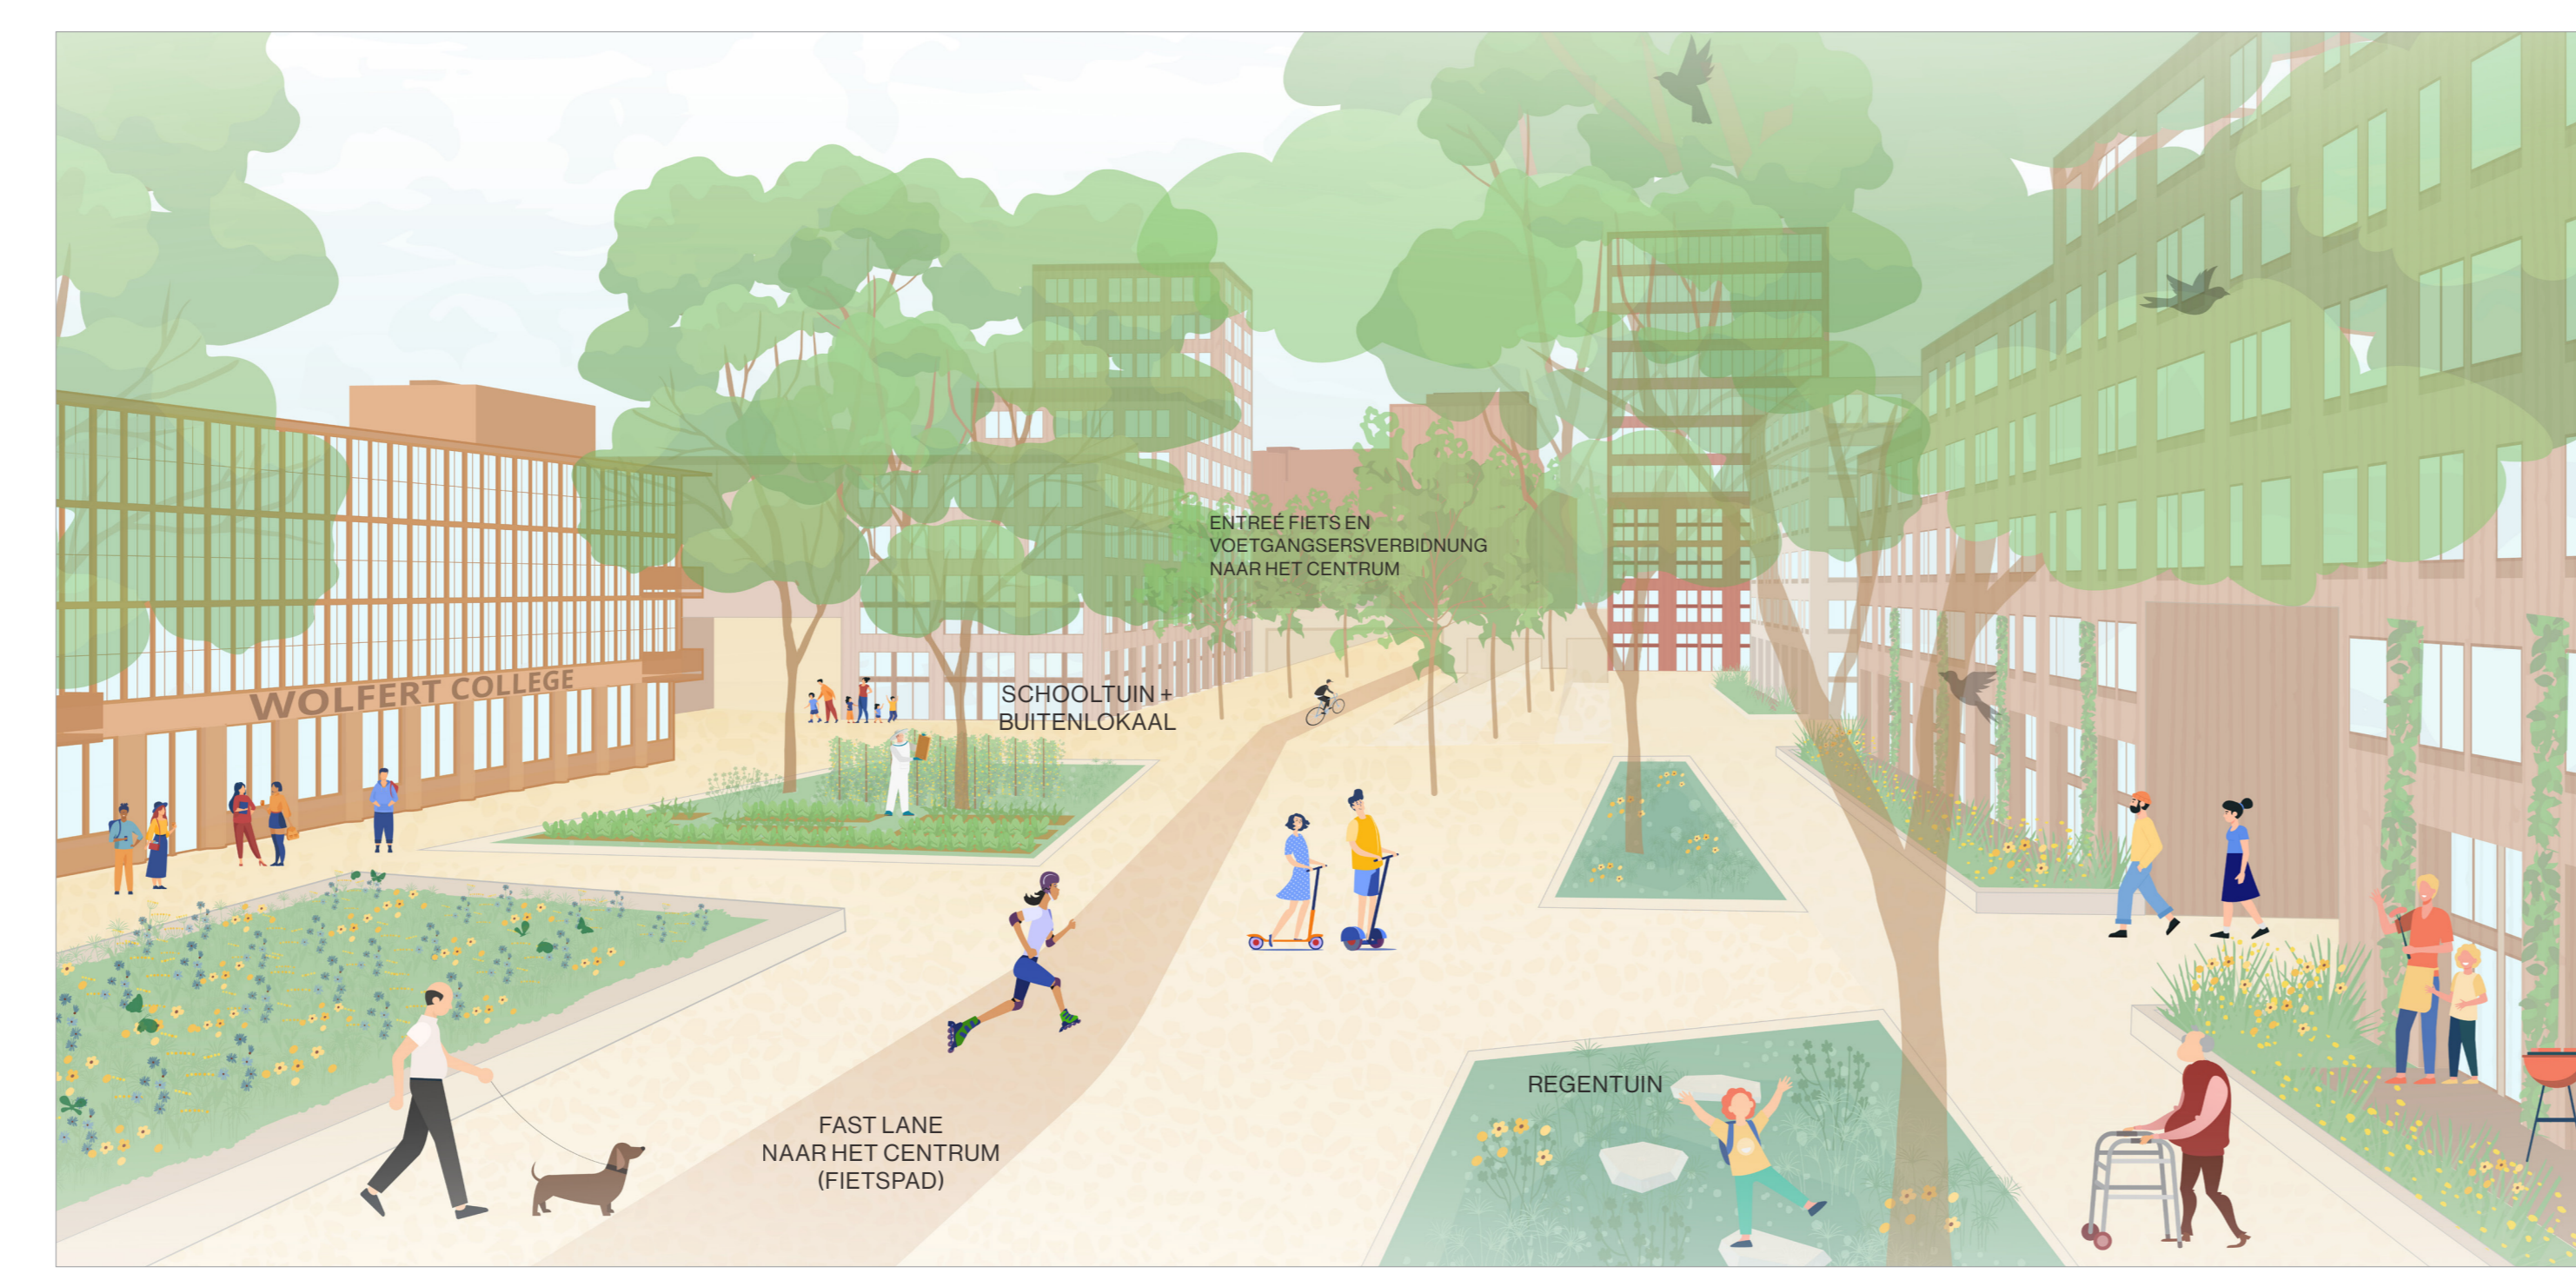 ENTREÉ FIETS EN
VOETGANGSERSVERBIDNUNG
NAAR HET CENTRUM
SCHOOLTUIN +
BUITENLOKAAL
WOLFERT COLLEGE
REGENTUIN
FAST LANE
NAAR HET CENTRUM
(FIETSPAD)